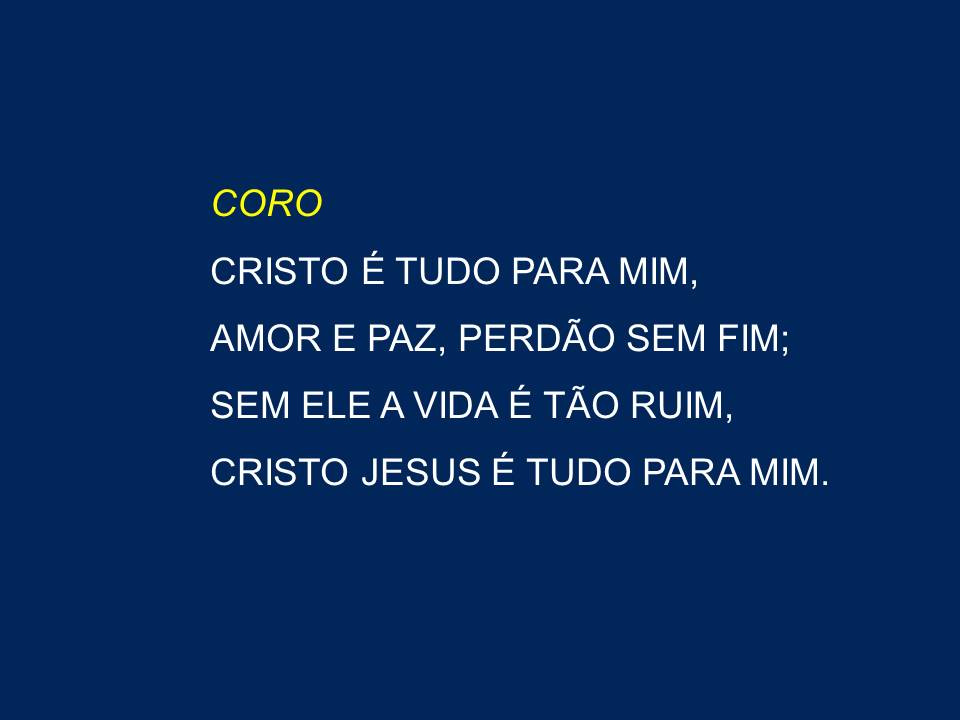 CORO
CRISTO É TUDO PARA MIM,
AMOR E PAZ, PERDÃO SEM FIM;
SEM ELE A VIDA É TÃO RUIM,
CRISTO JESUS É TUDO PARA MIM.